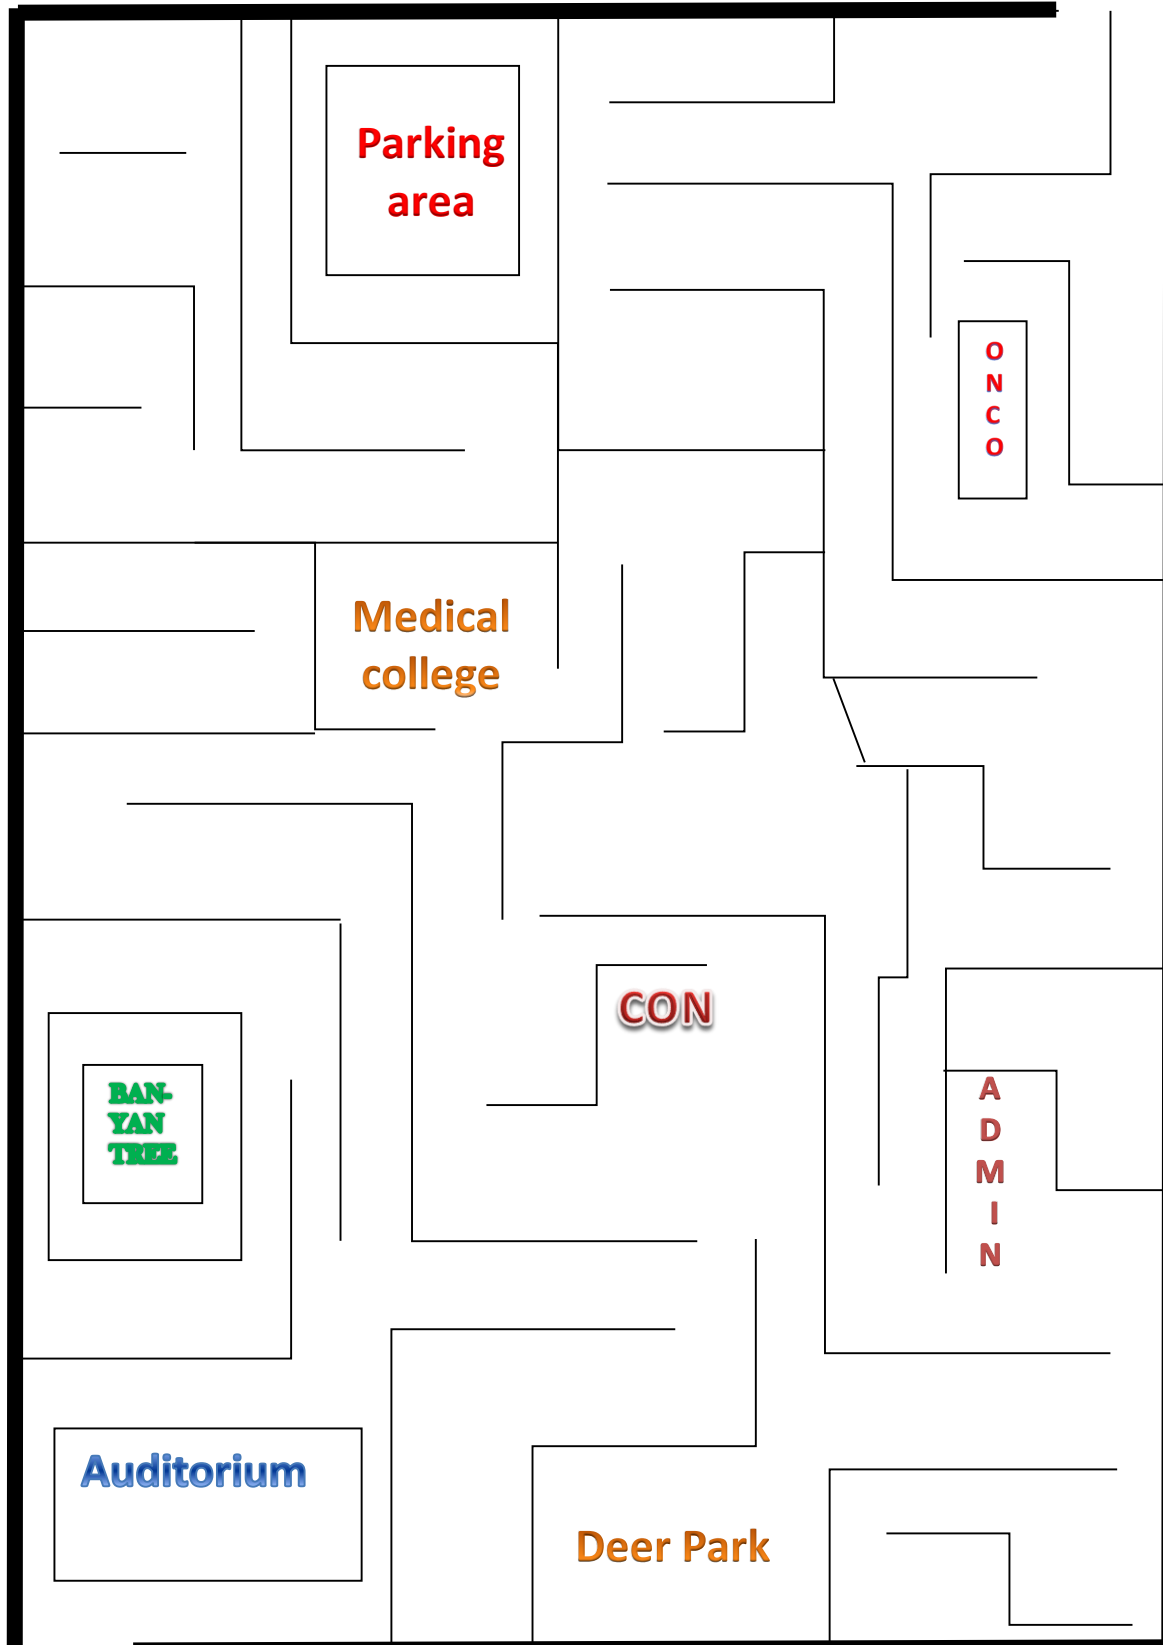 Parking
area
O
N
C
O
Medical
college
CON
BAN-
YAN
TREE
A
D
M
I
N
Auditorium
Deer Park